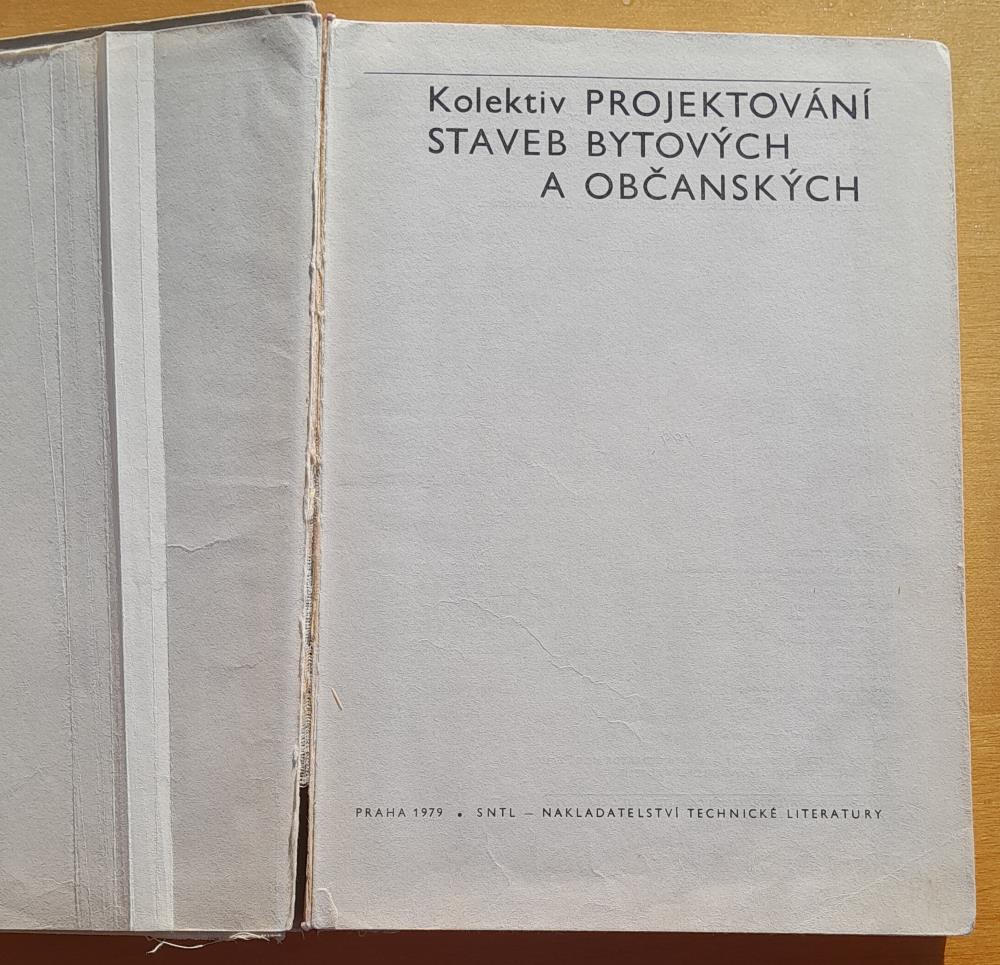 Kolektiv PROJEKTOVÁNÍ
STAVEB BYTOVÝCH
A OBČANSKÝCH
PRAHA 1979 • SNTL — NAKLADATELSTVÍ TECHNICKÉ LITERATURY